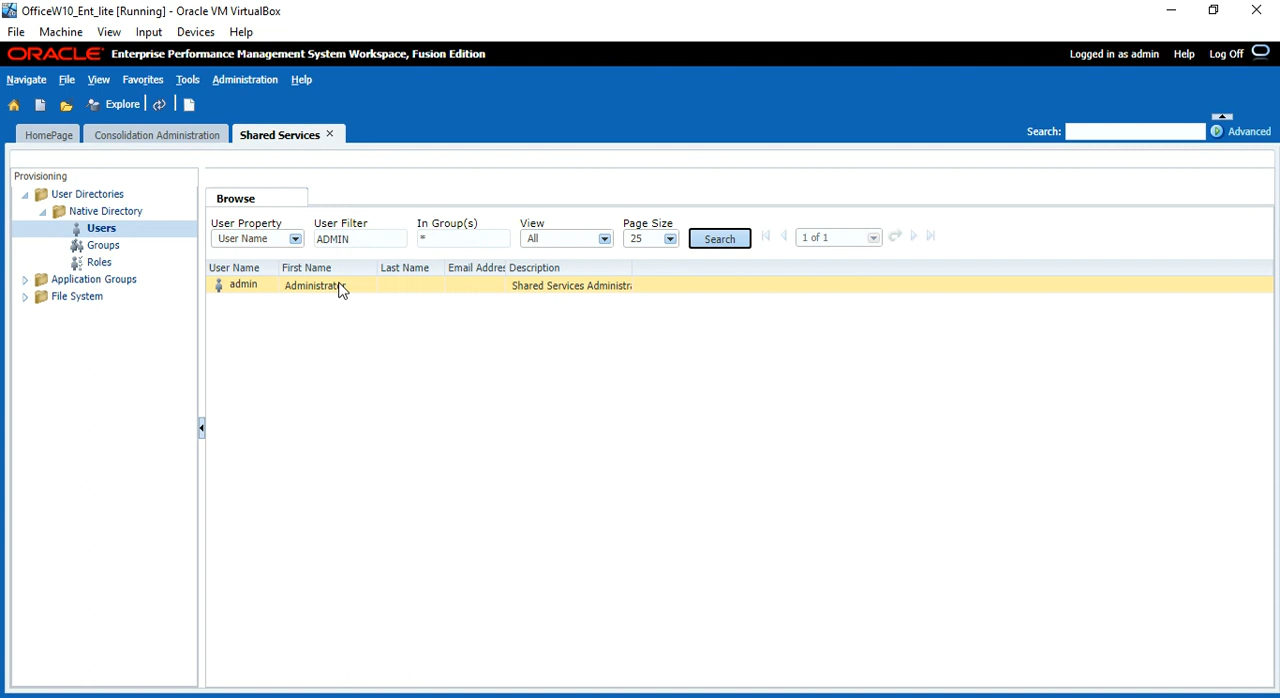 OfficeW10_Ent_lite [Running] - Oracle VM VirtualBox
File Machine View Input Devices Help
ORACLE Enterprise Performance Management System Workspace, Fusion Edition
Logged in as admin Help Log Off
Navigate File View Favorites Tools Administration Help
Explore
HomePage Consolidation Administration Shared Services
Search: Advanced
Provisioning
User Directories
Native Directory
Users
Groups
Roles
Application Groups
File System
Browse
User Property User Filter In Group(s) View Page Size
User Name ADMIN * All 25 Search 1 of 1
User Name First Name Last Name Email Addres Description
admin Administrator Shared Services Administra